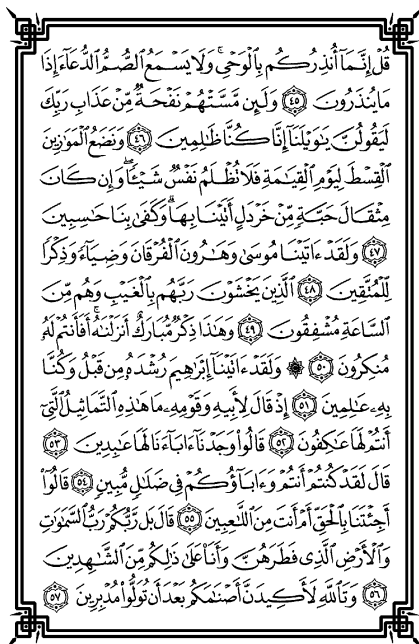 قُلْ إِنَّمَآ أُنذِرُكُم بِٱلْوَحْىِ ۚ وَلَا يَسْمَعُ ٱلصُّمُّ ٱلدُّعَآءَ إِذَا
مَا يُنذَرُونَ ٤٥ وَلَئِن مَّسَّتْهُمْ نَفْحَةٌ مِّنْ عَذَابِ رَبِّكَ
لَيَقُولُنَّ يَٰوَيْلَنَآ إِنَّا كُنَّا ظَٰلِمِينَ ٤٦ وَنَضَعُ ٱلْمَوَٰزِينَ
ٱلْقِسْطَ لِيَوْمِ ٱلْقِيَٰمَةِ فَلَا تُظْلَمُ نَفْسٌ شَيْـًٔا ۖ وَإِن كَانَ
مِثْقَالَ حَبَّةٍ مِّنْ خَرْدَلٍ أَتَيْنَا بِهَا ۗ وَكَفَىٰ بِنَا حَٰسِبِينَ
٤٧ وَلَقَدْ ءَاتَيْنَا مُوسَىٰ وَهَٰرُونَ ٱلْفُرْقَانَ وَضِيَآءً وَذِكْرًا
لِّلْمُتَّقِينَ ٤٨ ٱلَّذِينَ يَخْشَوْنَ رَبَّهُم بِٱلْغَيْبِ وَهُم مِّنَ
ٱلسَّاعَةِ مُشْفِقُونَ ٤٩ وَهَٰذَا ذِكْرٌ مُّبَارَكٌ أَنزَلْنَٰهُ ۚ أَفَأَنتُمْ لَهُۥ
مُنكِرُونَ ٥٠ ۞ وَلَقَدْ ءَاتَيْنَآ إِبْرَٰهِيمَ رُشْدَهُۥ مِن قَبْلُ وَكُنَّا
بِهِۦ عَٰلِمِينَ ٥١ إِذْ قَالَ لِأَبِيهِ وَقَوْمِهِۦ مَا هَٰذِهِ ٱلتَّمَاثِيلُ ٱلَّتِىٓ
أَنتُمْ لَهَا عَٰكِفُونَ ٥٢ قَالُوا۟ وَجَدْنَآ ءَابَآءَنَا لَهَا عَٰبِدِينَ ٥٣
قَالَ لَقَدْ كُنتُمْ أَنتُمْ وَءَابَآؤُكُمْ فِى ضَلَٰلٍ مُّبِينٍ ٥٤ قَالُوٓا۟
أَجِئْتَنَا بِٱلْحَقِّ أَمْ أَنتَ مِنَ ٱللَّٰعِبِينَ ٥٥ قَالَ بَل رَّبُّكُمْ رَبُّ ٱلسَّمَٰوَٰتِ
وَٱلْأَرْضِ ٱلَّذِى فَطَرَهُنَّ وَأَنَا۠ عَلَىٰ ذَٰلِكُم مِّنَ ٱلشَّٰهِدِينَ
٥٦ وَتَٱللَّهِ لَأَكِيدَنَّ أَصْنَٰمَكُم بَعْدَ أَن تُوَلُّوا۟ مُدْبِرِينَ ٥٧